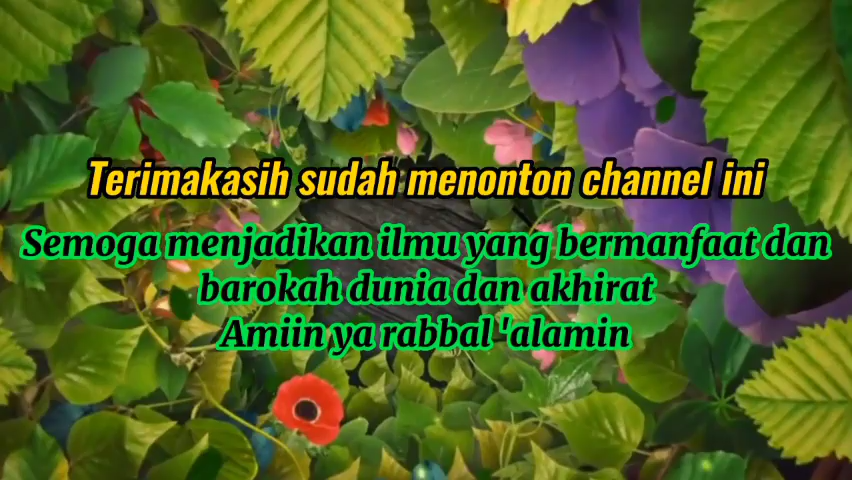 Terimakasih sudah menonton channel ini
Semoga menjadikan ilmu yang bermanfaat dan
barokah dunia dan akhirat
Amiin ya rabbal 'alamin